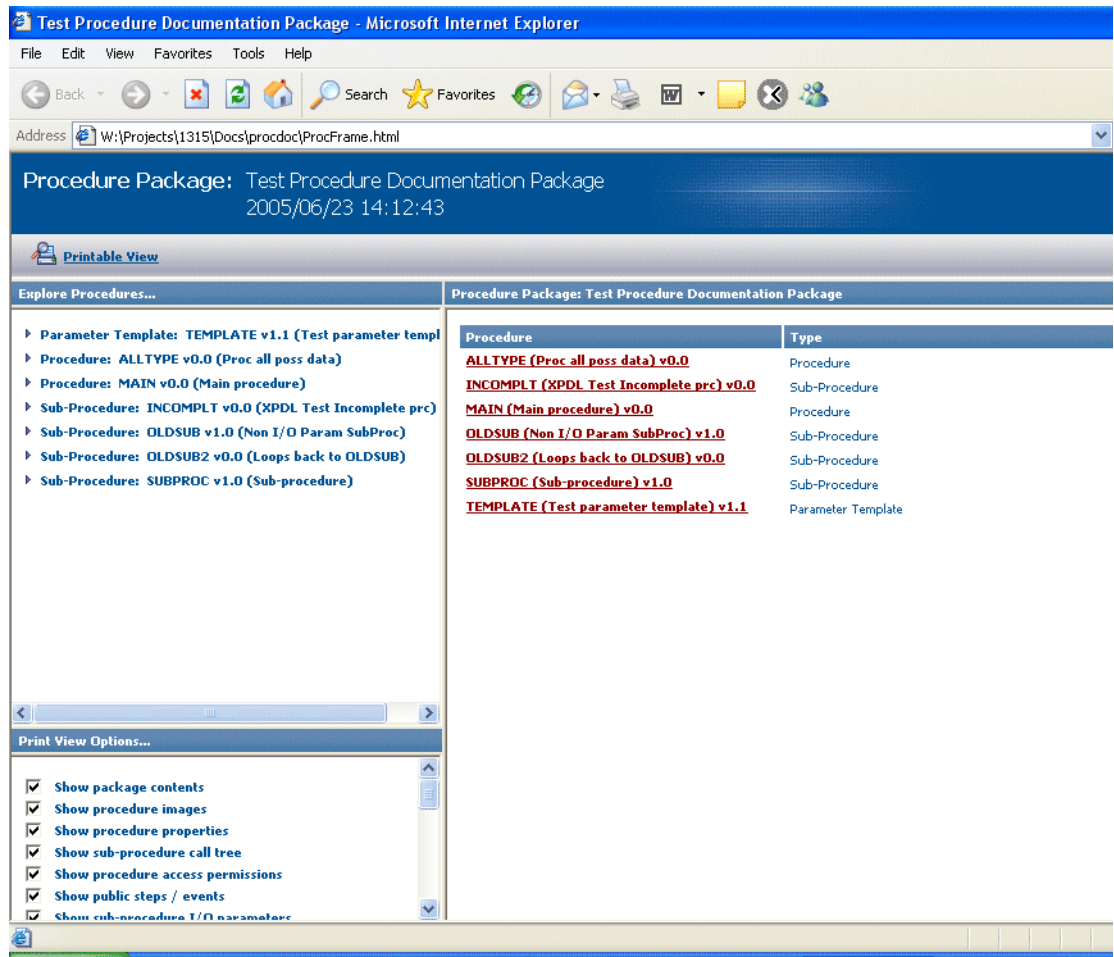 Test Procedure Documentation Package - Microsoft Internet Explorer
File Edit View Favorites Tools Help
Back Search Favorites
Address W:\Projects\1315\Docs\procdoc\ProcFrame.html
Procedure Package: Test Procedure Documentation Package
2005/06/23 14:12:43
Printable View
Explore Procedures...
Parameter Template: TEMPLATE v1.1 (Test parameter templ
Procedure: ALLTYPE v0.0 (Proc all poss data)
Procedure: MAIN v0.0 (Main procedure)
Sub-Procedure: INCOMPLT v0.0 (XPDL Test Incomplete prc)
Sub-Procedure: OLDSUB v1.0 (Non I/O Param SubProc)
Sub-Procedure: OLDSUB2 v0.0 (Loops back to OLDSUB)
Sub-Procedure: SUBPROC v1.0 (Sub-procedure)
Print View Options...
Show package contents
Show procedure images
Show procedure properties
Show sub-procedure call tree
Show procedure access permissions
Show public steps / events
Show sub-procedure I/O parameters
Procedure Package: Test Procedure Documentation Package
Procedure Type
ALLTYPE (Proc all poss data) v0.0 Procedure
INCOMPLT (XPDL Test Incomplete prc) v0.0 Sub-Procedure
MAIN (Main procedure) v0.0 Procedure
OLDSUB (Non I/O Param SubProc) v1.0 Sub-Procedure
OLDSUB2 (Loops back to OLDSUB) v0.0 Sub-Procedure
SUBPROC (Sub-procedure) v1.0 Sub-Procedure
TEMPLATE (Test parameter template) v1.1 Parameter Template